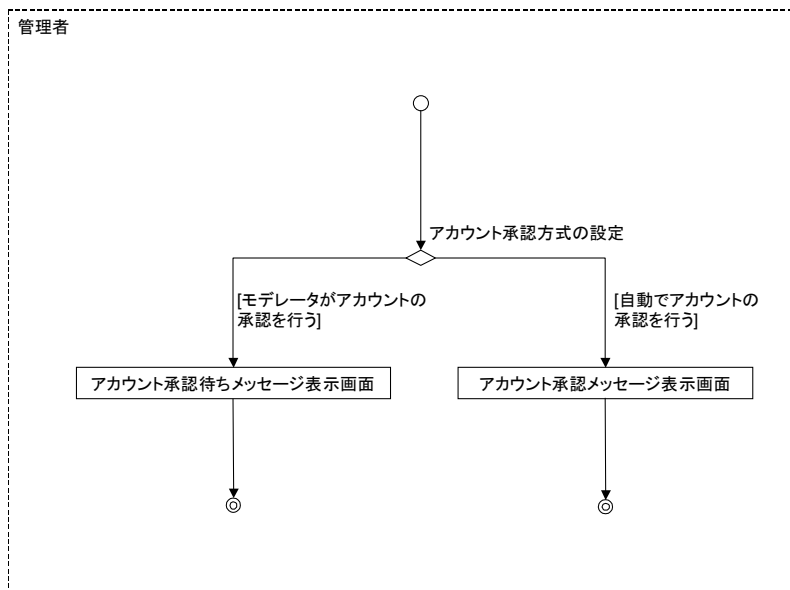 管理者
アカウント承認方式の設定
[モデレータがアカウントの
承認を行う]
[自動でアカウントの
承認を行う]
アカウント承認待ちメッセージ表示画面
アカウント承認メッセージ表示画面